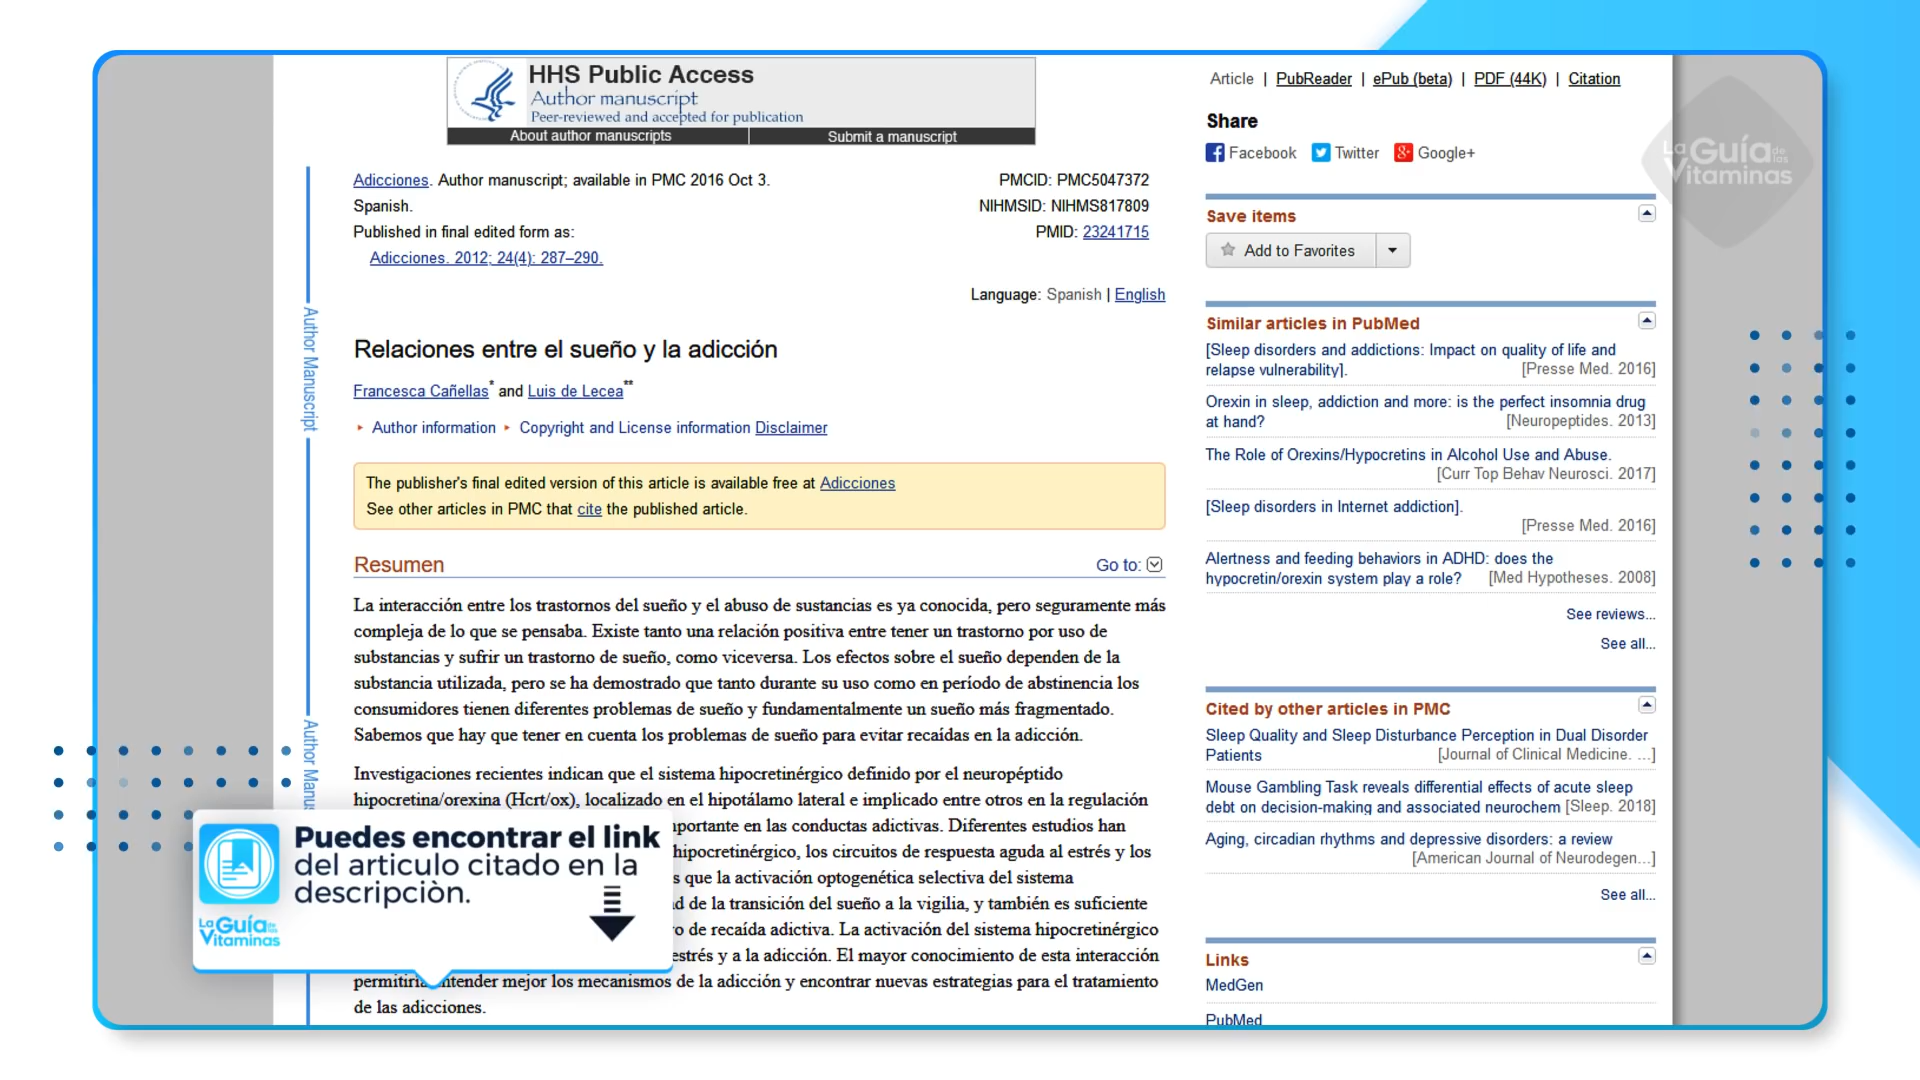 HHS Public Access
Author manuscript
Peer-reviewed and accepted for publication
About author manuscripts
Submit a manuscript
Adicciones. Author manuscript; available in PMC 2016 Oct 3.
Spanish.
Published in final edited form as:
Adicciones. 2012; 24(4): 287–290.
PMCID: PMC5047372
NIHMSID: NIHMS817809
PMID: 23241715
Language: Spanish | English
Relaciones entre el sueño y la adicción
Francesca Cañellas* and Luis de Lecea**
Author information
Copyright and License information Disclaimer
The publisher's final edited version of this article is available free at Adicciones
See other articles in PMC that cite the published article.
Resumen
Go to:
La interacción entre los trastornos del sueño y el abuso de sustancias es ya conocida, pero seguramente más
compleja de lo que se pensaba. Existe tanto una relación positiva entre tener un trastorno por uso de
substancias y sufrir un trastorno de sueño, como viceversa. Los efectos sobre el sueño dependen de la
substancia utilizada, pero se ha demostrado que tanto durante su uso como en período de abstinencia los
consumidores tienen diferentes problemas de sueño y fundamentalmente un sueño más fragmentado.
Sabemos que hay que tener en cuenta los problemas de sueño para evitar recaídas en la adicción.
Investigaciones recientes indican que el sistema hipocretinérgico definido por el neuropéptido
hipocretina/orexina (Hcrt/ox), localizado en el hipotálamo lateral e implicado entre otros en la regulación
en las conductas adictivas. Diferentes estudios han
hipocretinérgico, los circuitos de respuesta aguda al estrés y los
que la activación optogenética selectiva del sistema
de la transición del sueño a la vigilia, y también es suficiente
de recaída adictiva. La activación del sistema hipocretinérgico
estrés y a la adicción. El mayor conocimiento de esta interacción
mejor los mecanismos de la adicción y encontrar nuevas estrategias para el tratamiento
de las adicciones.
Author Manuscript
Author
Puedes encontrar el link
del articulo citado en la
descripciòn.
La Guía de las
Vitaminas
Article | PubReader | ePub (beta) | PDF (44K) | Citation
Share
Facebook Twitter Google+
Save items
Add to Favorites
Similar articles in PubMed
[Sleep disorders and addictions: Impact on quality of life and
relapse vulnerability]. [Presse Med. 2016]
Orexin in sleep, addiction and more: is the perfect insomnia drug
at hand? [Neuropeptides. 2013]
The Role of Orexins/Hypocretins in Alcohol Use and Abuse.
[Curr Top Behav Neurosci. 2017]
[Sleep disorders in Internet addiction].
[Presse Med. 2016]
Alertness and feeding behaviors in ADHD: does the
hypocretin/orexin system play a role? [Med Hypotheses. 2008]
See reviews...
See all...
Cited by other articles in PMC
Sleep Quality and Sleep Disturbance Perception in Dual Disorder
Patients [Journal of Clinical Medicine. ...]
Mouse Gambling Task reveals differential effects of acute sleep
debt on decision-making and associated neurochem [Sleep. 2018]
Aging, circadian rhythms and depressive disorders: a review
[American Journal of Neurodegen...]
See all...
Links
MedGen
PubMed
La Guía de las
Vitaminas